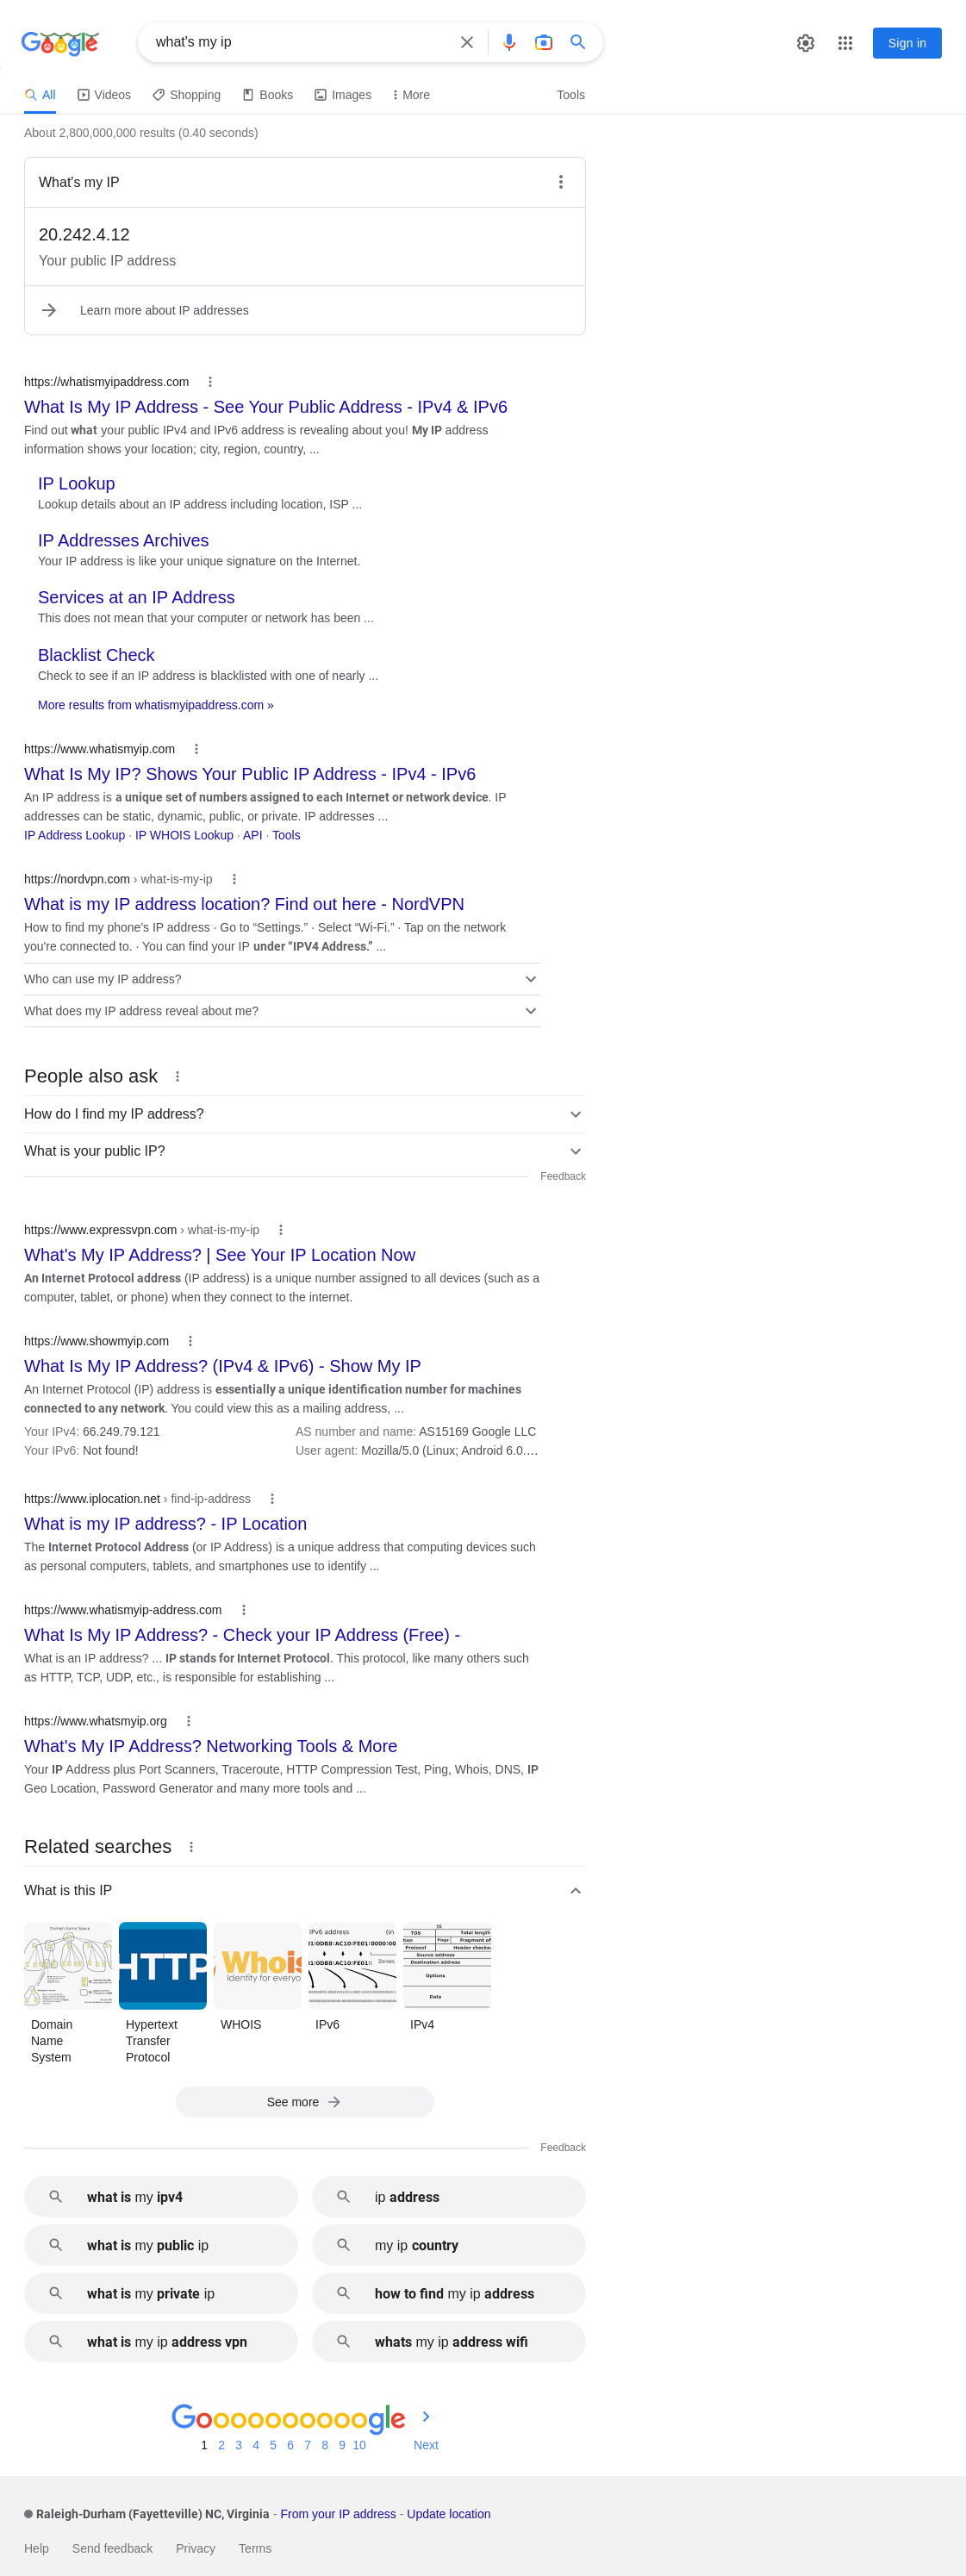 Google
what's my ip
Sign in
All Videos Shopping Books Images More Tools
About 2,800,000,000 results (0.40 seconds)
What's my IP
20.242.4.12
Your public IP address
Learn more about IP addresses
https://whatismyipaddress.com
What Is My IP Address - See Your Public Address - IPv4 & IPv6
Find out what your public IPv4 and IPv6 address is revealing about you! My IP address
information shows your location; city, region, country, ...
IP Lookup
Lookup details about an IP address including location, ISP ...
IP Addresses Archives
Your IP address is like your unique signature on the Internet.
Services at an IP Address
This does not mean that your computer or network has been ...
Blacklist Check
Check to see if an IP address is blacklisted with one of nearly ...
More results from whatismyipaddress.com »
https://www.whatismyip.com
What Is My IP? Shows Your Public IP Address - IPv4 - IPv6
An IP address is a unique set of numbers assigned to each Internet or network device. IP
addresses can be static, dynamic, public, or private. IP addresses ...
IP Address Lookup · IP WHOIS Lookup · API · Tools
https://nordvpn.com › what-is-my-ip
What is my IP address location? Find out here - NordVPN
How to find my phone's IP address · Go to “Settings.” · Select “Wi-Fi.” · Tap on the network
you're connected to. · You can find your IP under “IPV4 Address.” ...
Who can use my IP address?
What does my IP address reveal about me?
People also ask
How do I find my IP address?
What is your public IP?
Feedback
https://www.expressvpn.com › what-is-my-ip
What's My IP Address? | See Your IP Location Now
An Internet Protocol address (IP address) is a unique number assigned to all devices (such as a
computer, tablet, or phone) when they connect to the internet.
https://www.showmyip.com
What Is My IP Address? (IPv4 & IPv6) - Show My IP
An Internet Protocol (IP) address is essentially a unique identification number for machines
connected to any network. You could view this as a mailing address, ...
Your IPv4: 66.249.79.121 AS number and name: AS15169 Google LLC
Your IPv6: Not found! User agent: Mozilla/5.0 (Linux; Android 6.0....
https://www.iplocation.net › find-ip-address
What is my IP address? - IP Location
The Internet Protocol Address (or IP Address) is a unique address that computing devices such
as personal computers, tablets, and smartphones use to identify ...
https://www.whatismyip-address.com
What Is My IP Address? - Check your IP Address (Free) -
What is an IP address? ... IP stands for Internet Protocol. This protocol, like many others such
as HTTP, TCP, UDP, etc., is responsible for establishing ...
https://www.whatsmyip.org
What's My IP Address? Networking Tools & More
Your IP Address plus Port Scanners, Traceroute, HTTP Compression Test, Ping, Whois, DNS, IP
Geo Location, Password Generator and many more tools and ...
Related searches
What is this IP
Domain Name Space
HTTP
Whois
Identity for everyo
IPv6 address (in
Zeroes
16
TOS Total length
Flags Fragment of
Protocol Header checksu
Source address
Destination address
Options
Data
Domain Name System
Hypertext Transfer Protocol
WHOIS
IPv6
IPv4
See more
Feedback
what is my ipv4
ip address
what is my public ip
my ip country
what is my private ip
how to find my ip address
what is my ip address vpn
whats my ip address wifi
Goooooooooogle
1 2 3 4 5 6 7 8 9 10 Next
Raleigh-Durham (Fayetteville) NC, Virginia - From your IP address - Update location
Help Send feedback Privacy Terms